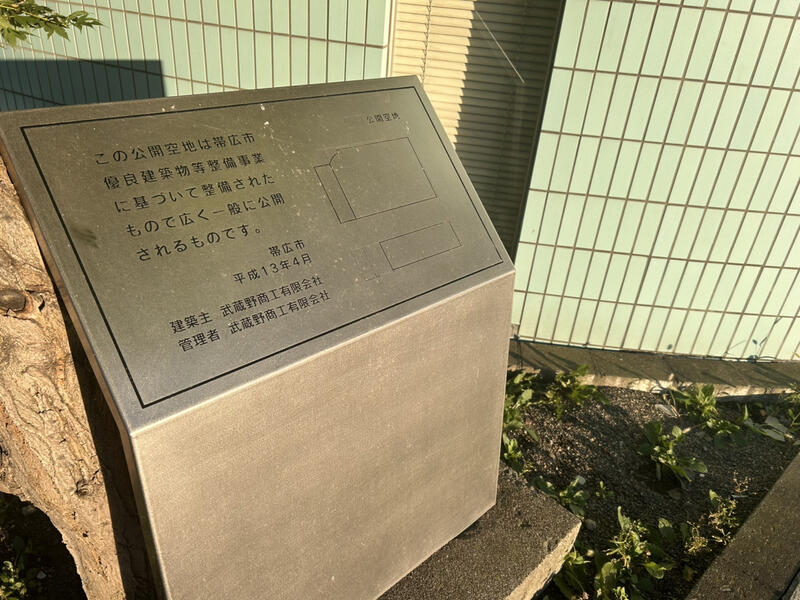 この公開空地は帯広市
優良建築物等整備事業
に基づいて整備された
もので広く一般に公開
されるものです。
帯広市
平成13年4月
建築主 武蔵野商工有限会社
管理者 武蔵野商工有限会社
公開空地